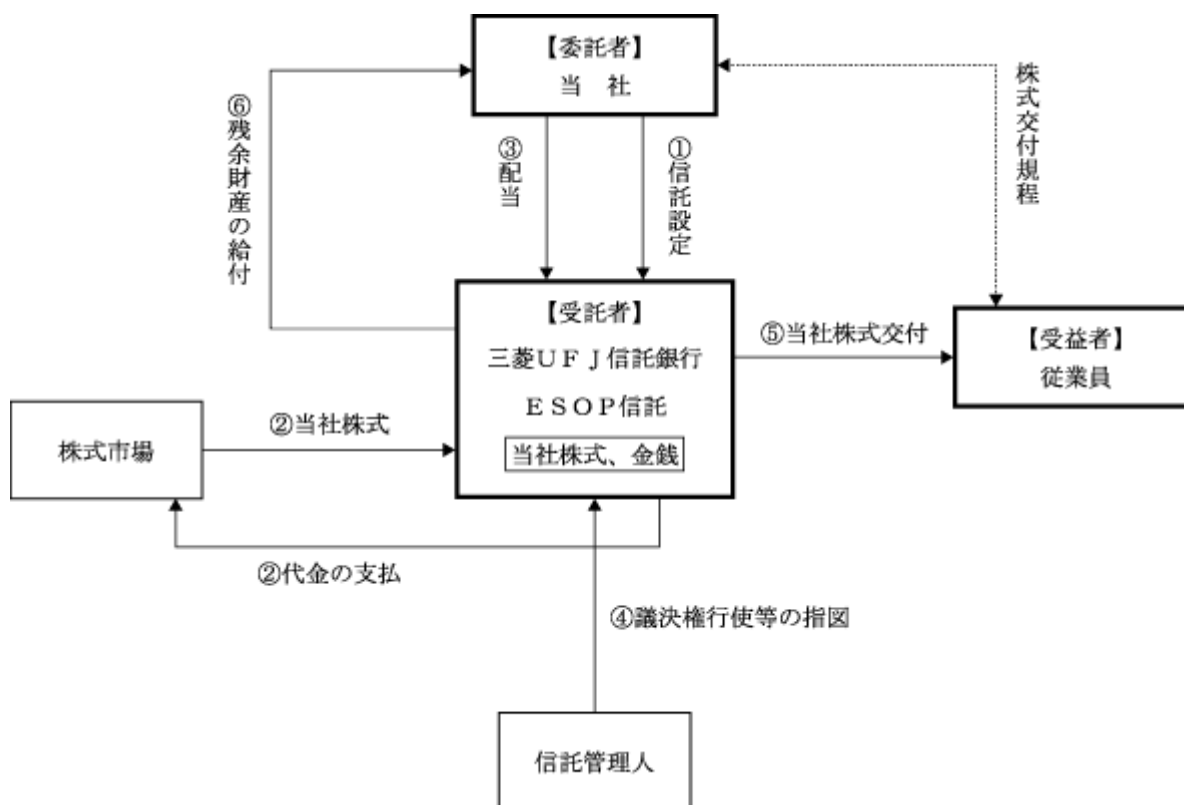 【委託者】
当 社
⑥残余財産の給付
③配当
①信託設定
株式交付規程
【受託者】
三菱UFJ信託銀行
ESOP信託
当社株式、金銭
⑤当社株式交付
【受益者】
従業員
株式市場
②当社株式
②代金の支払
④議決権行使等の指図
信託管理人